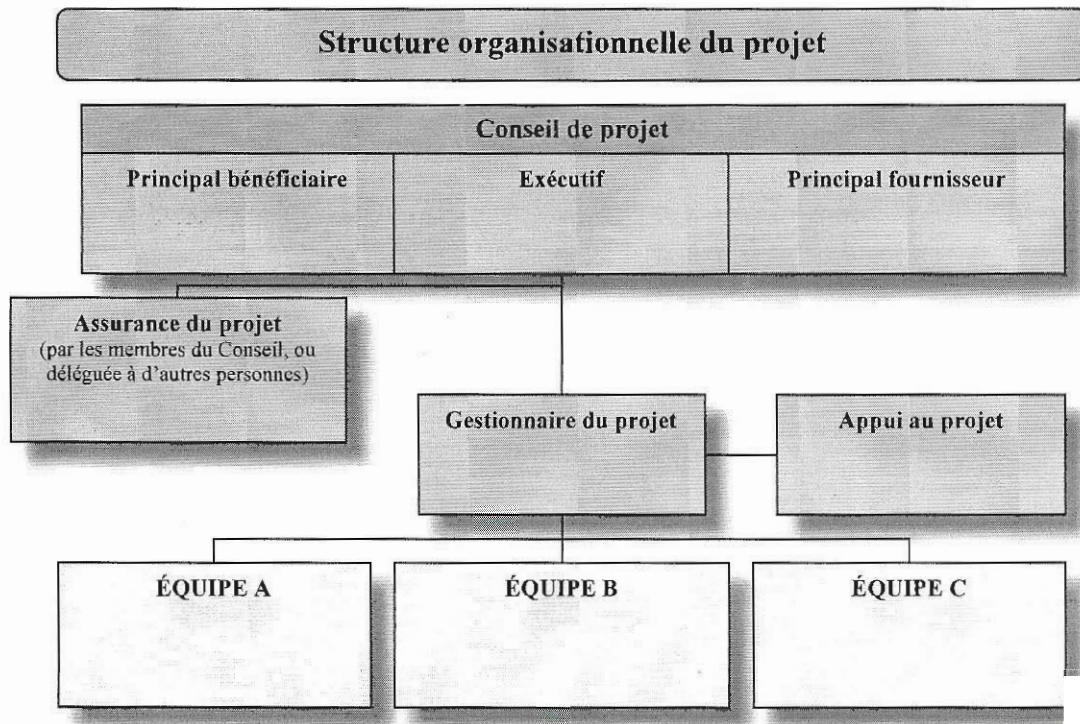 Structure organisationnelle du projet
Conseil de projet
Principal bénéficiaire
Exécutif
Principal fournisseur
Assurance du projet
(par les membres du Conseil, ou
déléguée à d'autres personnes)
Gestionnaire du projet
Appui au projet
ÉQUIPE A
ÉQUIPE B
ÉQUIPE C